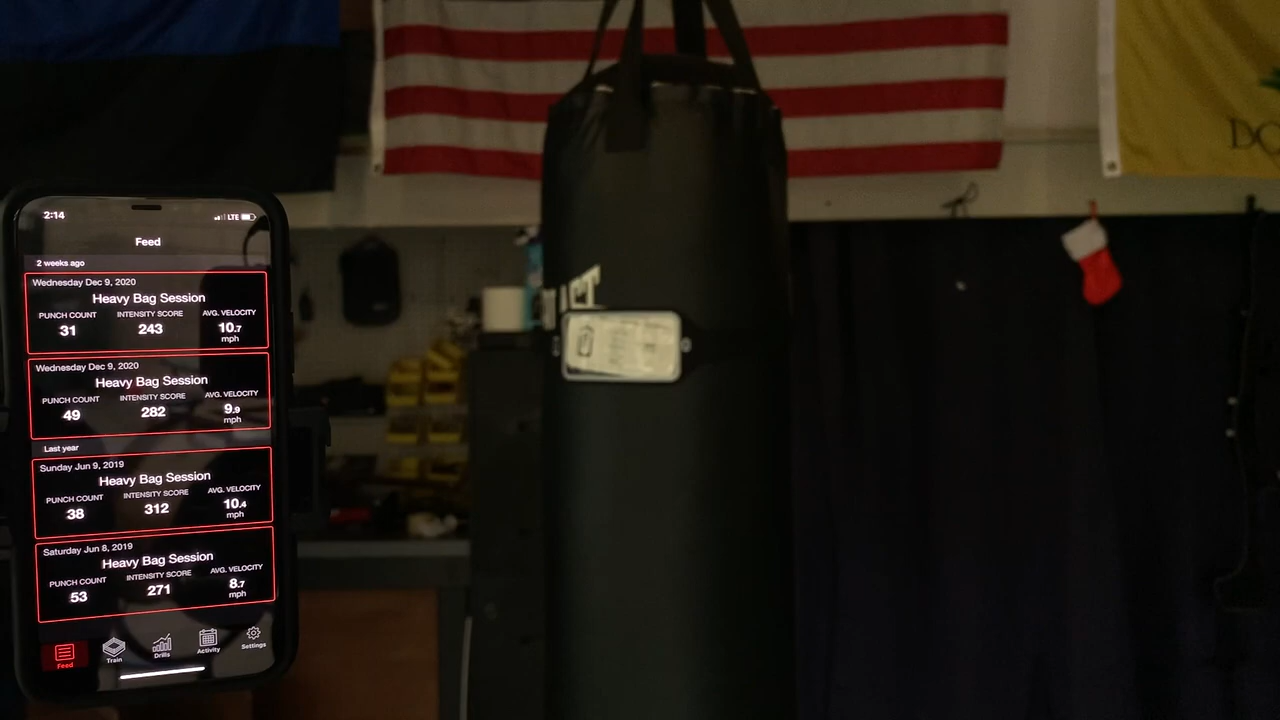 2:14
LTE
Feed
2 weeks ago
Wednesday Dec 9, 2020
Heavy Bag Session
PUNCH COUNT INTENSITY SCORE AVG. VELOCITY
31 243 10.7
mph
Wednesday Dec 9, 2020
Heavy Bag Session
PUNCH COUNT INTENSITY SCORE AVG. VELOCITY
49 282 9.9
mph
Last year
Sunday Jun 9, 2019
Heavy Bag Session
PUNCH COUNT INTENSITY SCORE AVG. VELOCITY
38 312 10.4
mph
Saturday Jun 8, 2019
Heavy Bag Session
PUNCH COUNT INTENSITY SCORE AVG. VELOCITY
53 271 8.7
mph
Feed Train Drills Activity Settings